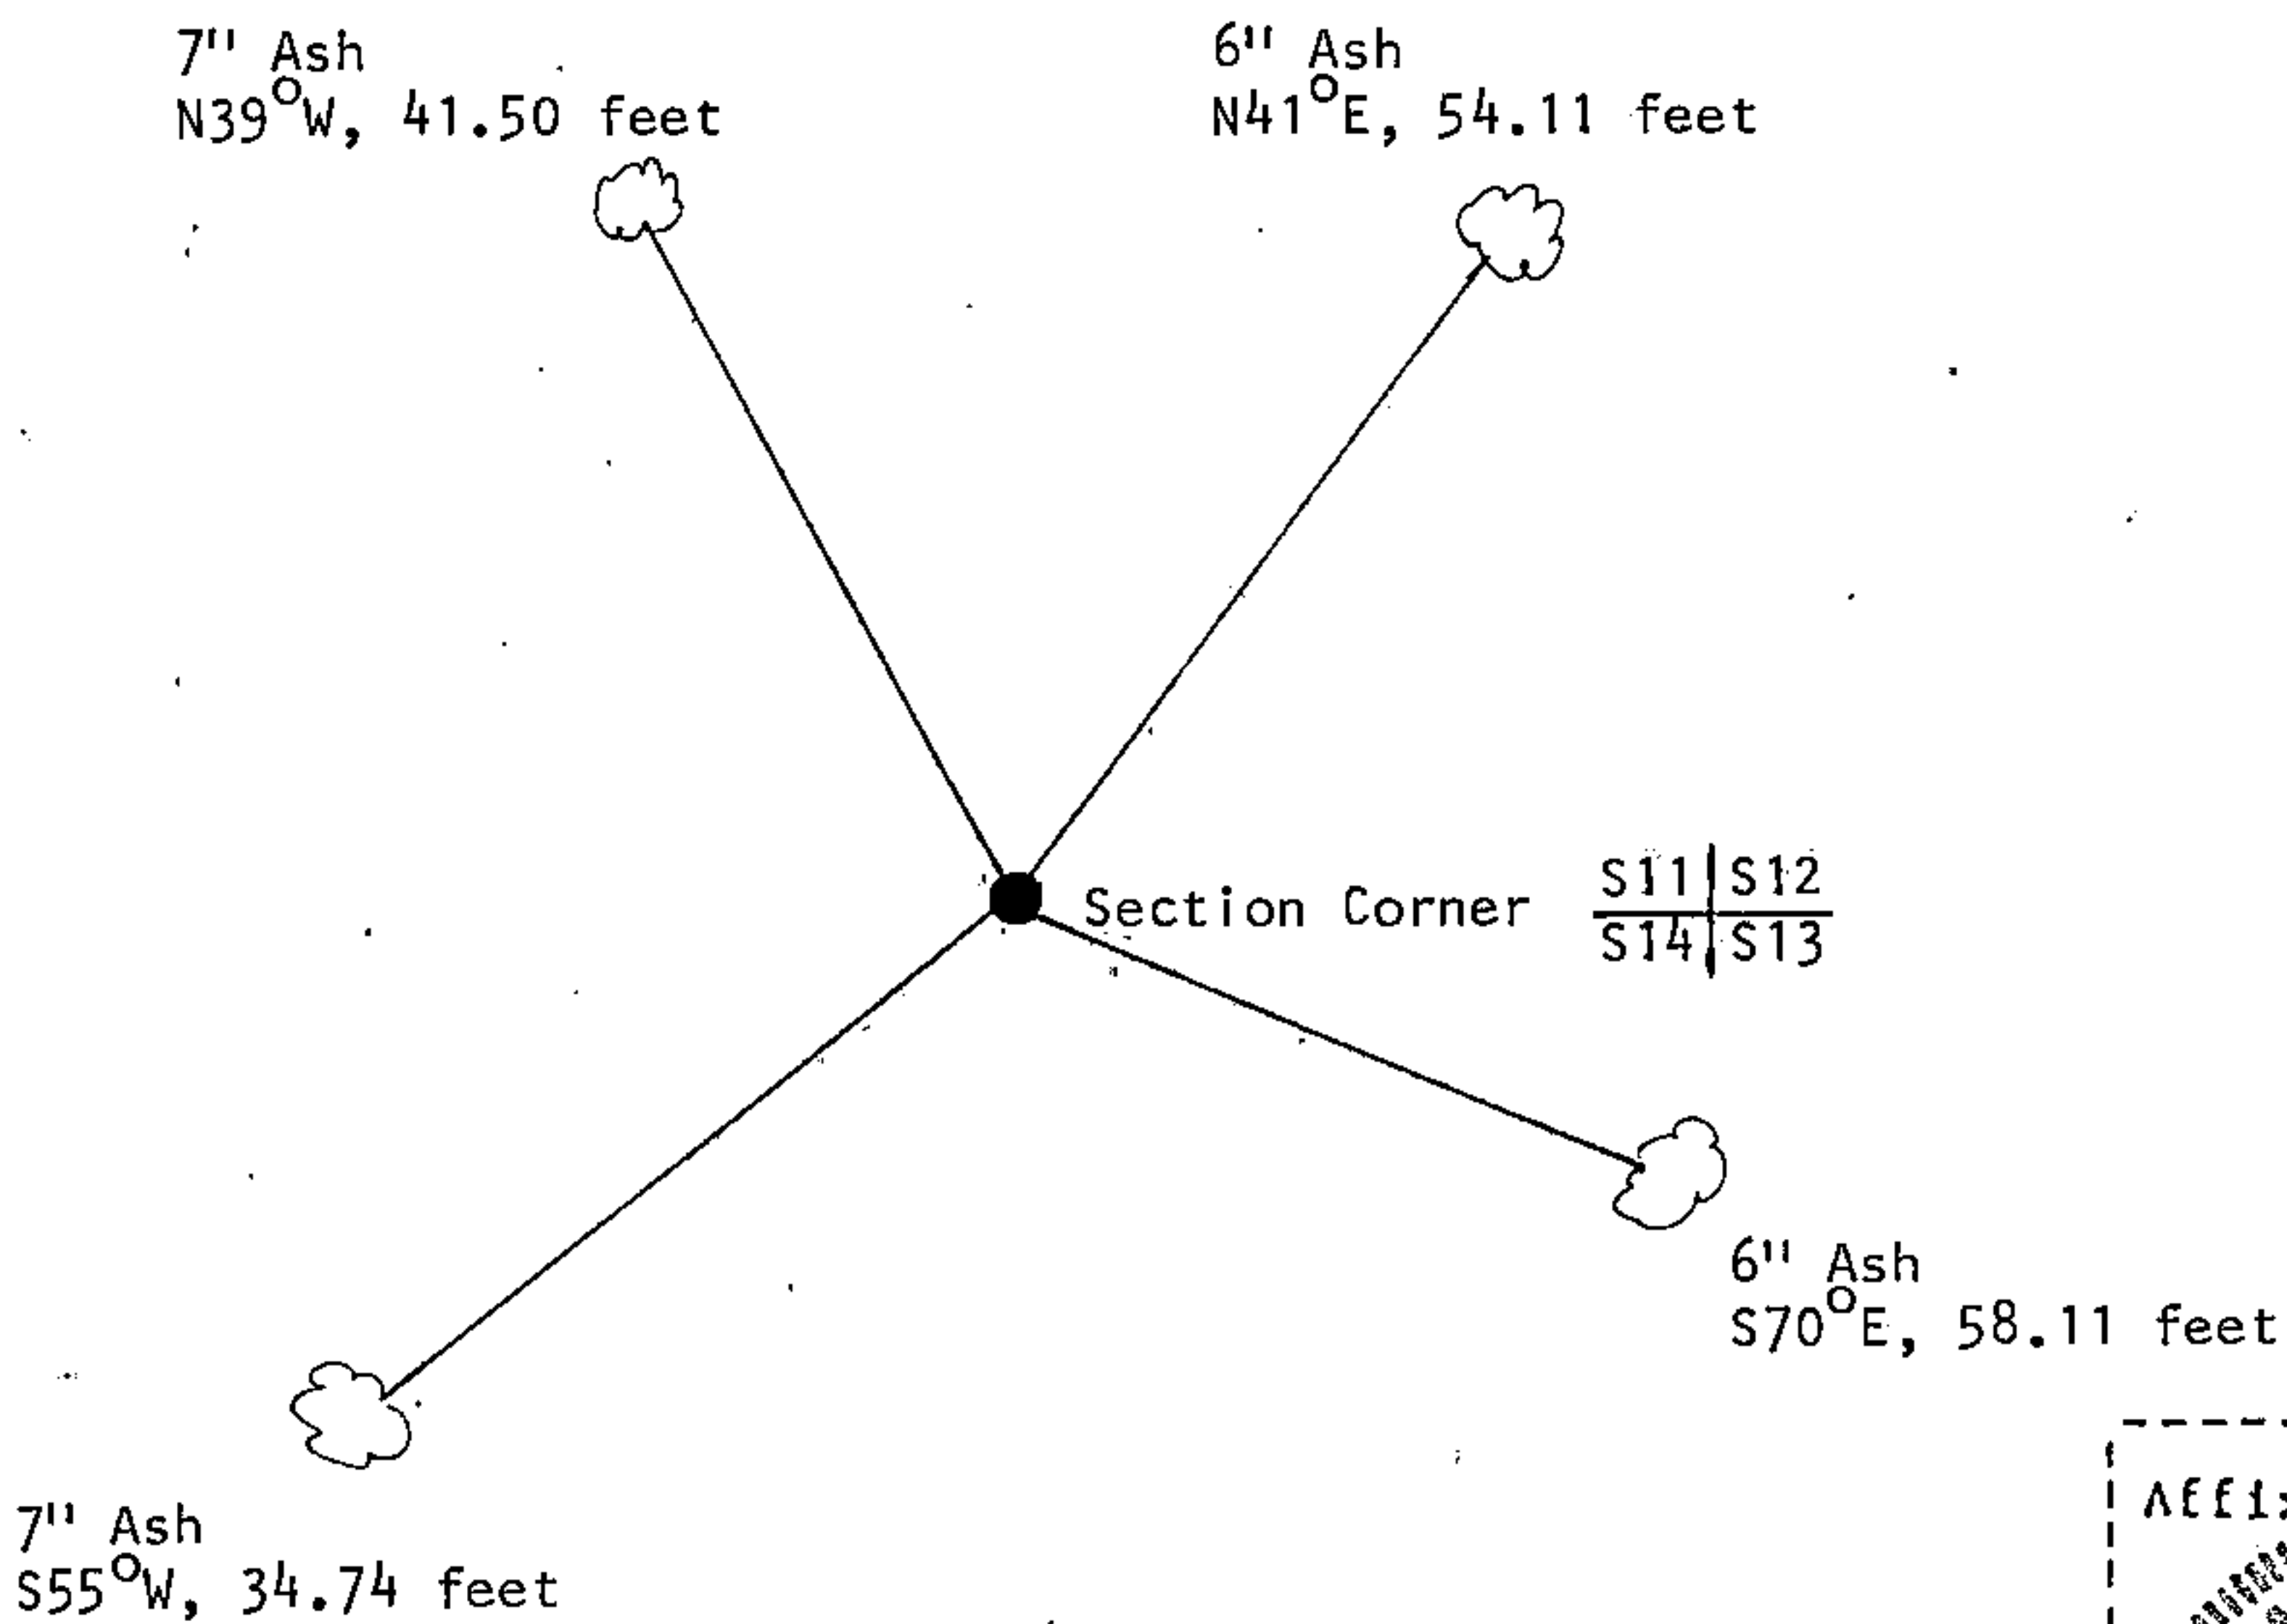 7" Ash
N39°W, 41.50 feet
6" Ash
N41°E, 54.11 feet
Section Corner
S11 S12
S14 S13
6" Ash
S70°E, 58.11 feet
7" Ash
S55°W, 34.74 feet